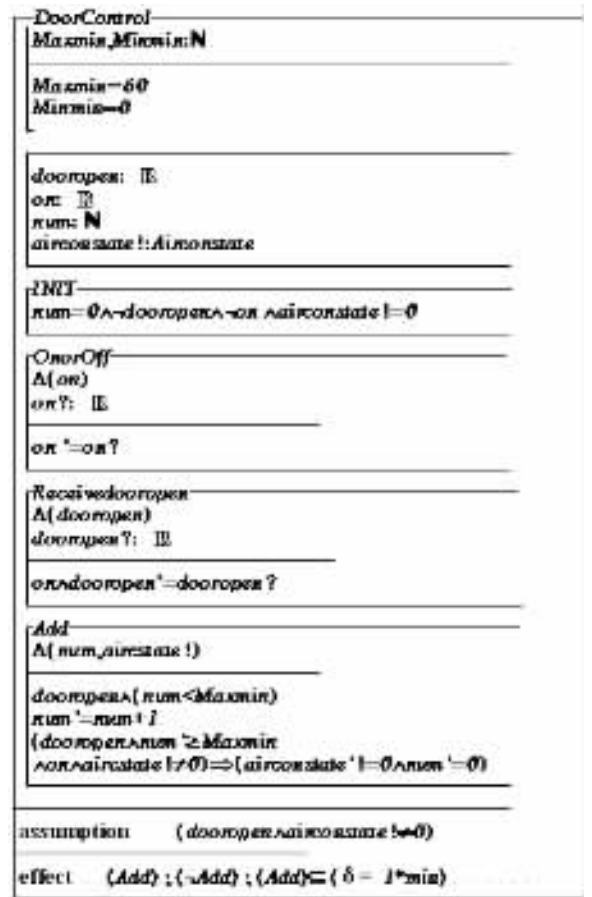 DoorControl
Maxmin,Minmin:ℕ
Maxmin=60
Minmin=0
dooropen: 𝔹
on: 𝔹
num: ℕ
airconstate!:Airconstate
INIT
num=0∧¬dooropen∧¬on ∧airconstate!=0
OnorOff
Δ(on)
on?: 𝔹
on'=on?
Receivedooropen
Δ(dooropen)
dooropen?: 𝔹
on∧dooropen'=dooropen?
Add
Δ(num,aircstate!)
dooropen∧(num<Maxmin)
num'=num+1
(dooropen∧num'≥Maxmin
∧on∧aircstate!≠0)⇒(airconstate'!=0∧num'=0)
assumption (dooropen∧airconstate!≠0)
effect (Add);(¬Add);(Add)⊆(δ= 1*min)